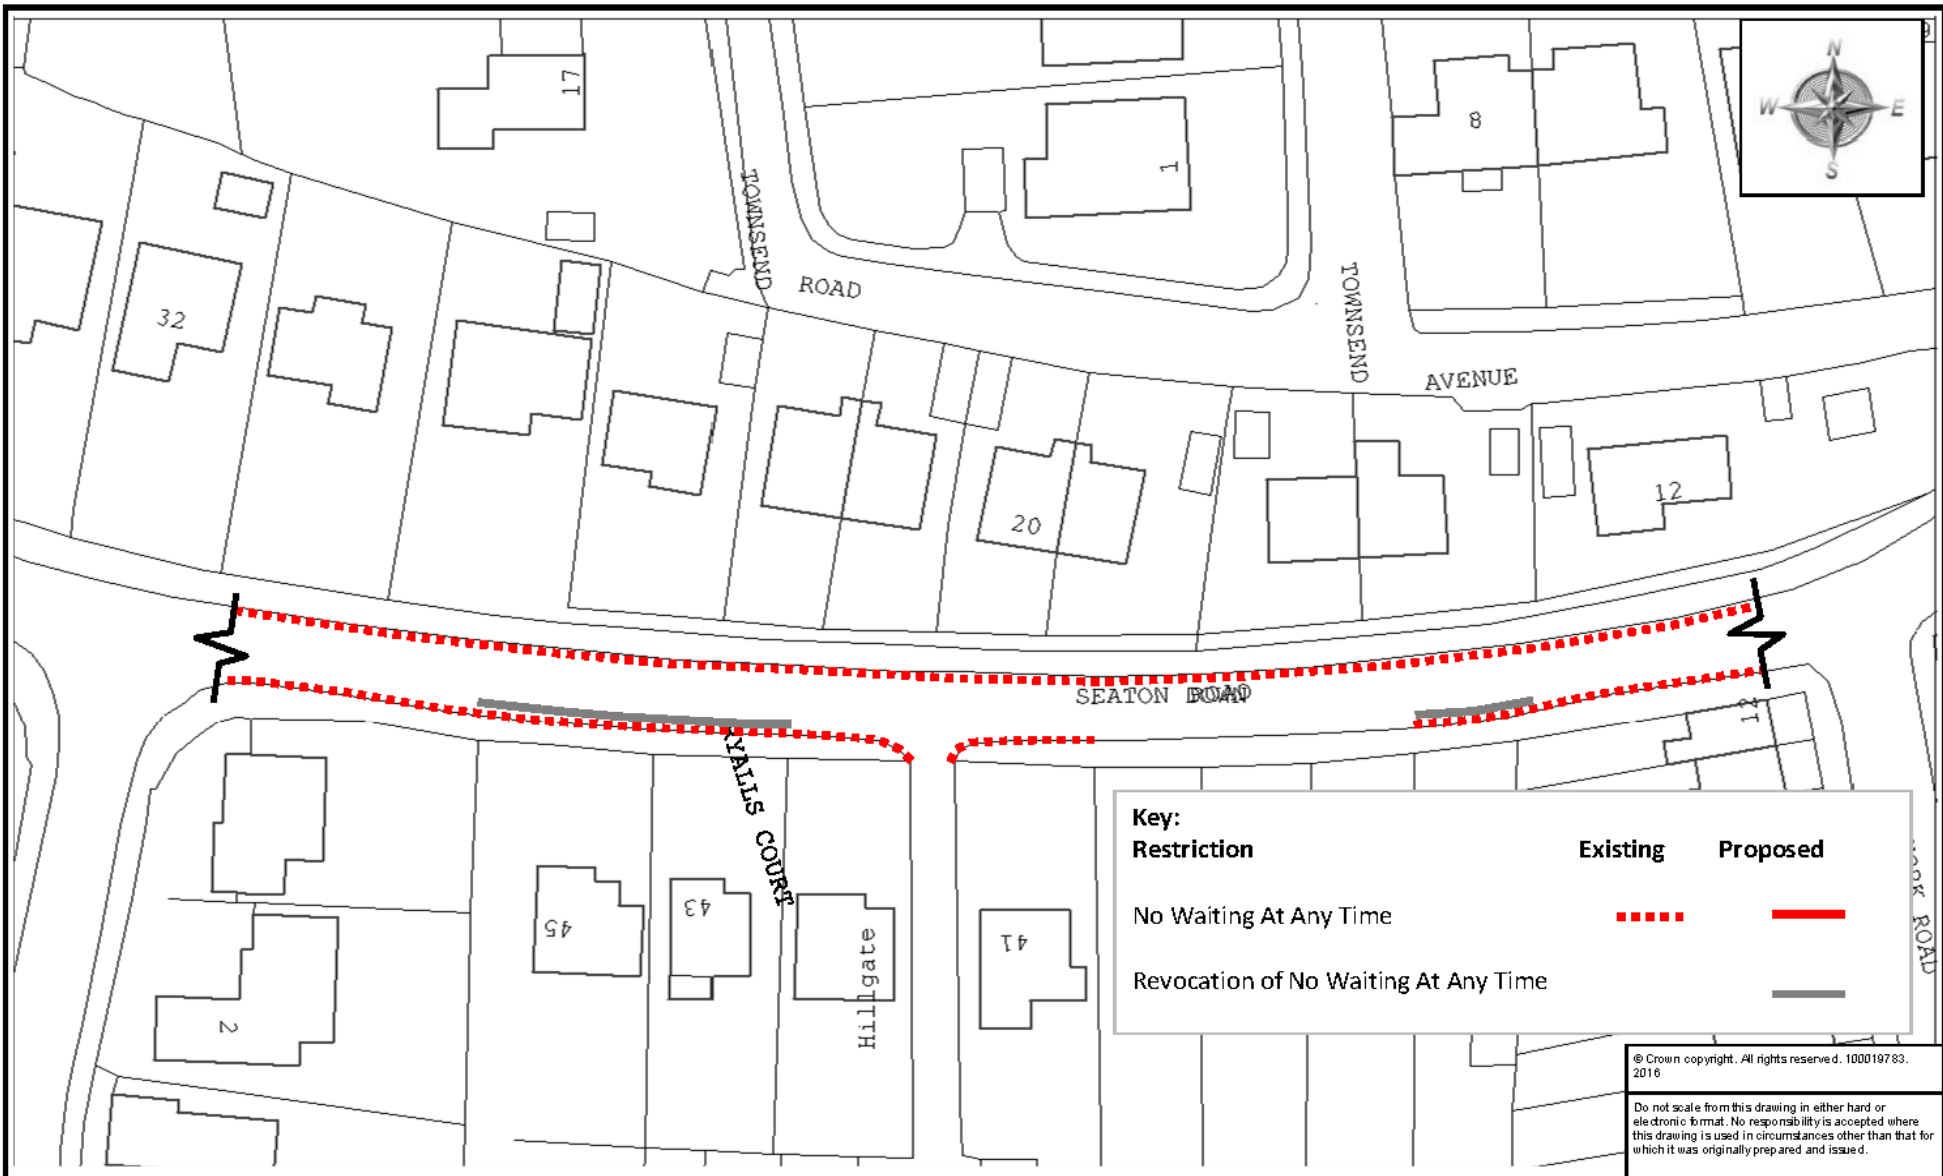 17
N
W
E
S
8
1
TOWNSEND
ROAD
TOWNSEND
AVENUE
32
20
12
SEATON DOWN ROAD
12
RYALLS COURT
45
43
Hillgate
41
2
YORK ROAD
Key:
Restriction Existing Proposed
No Waiting At Any Time
Revocation of No Waiting At Any Time
© Crown copyright. All rights reserved. 100019783.
2016
Do not scale from this drawing in either hard or
electronic format. No responsibility is accepted where
this drawing is used in circumstances other than that for
which it was originally prepared and issued.